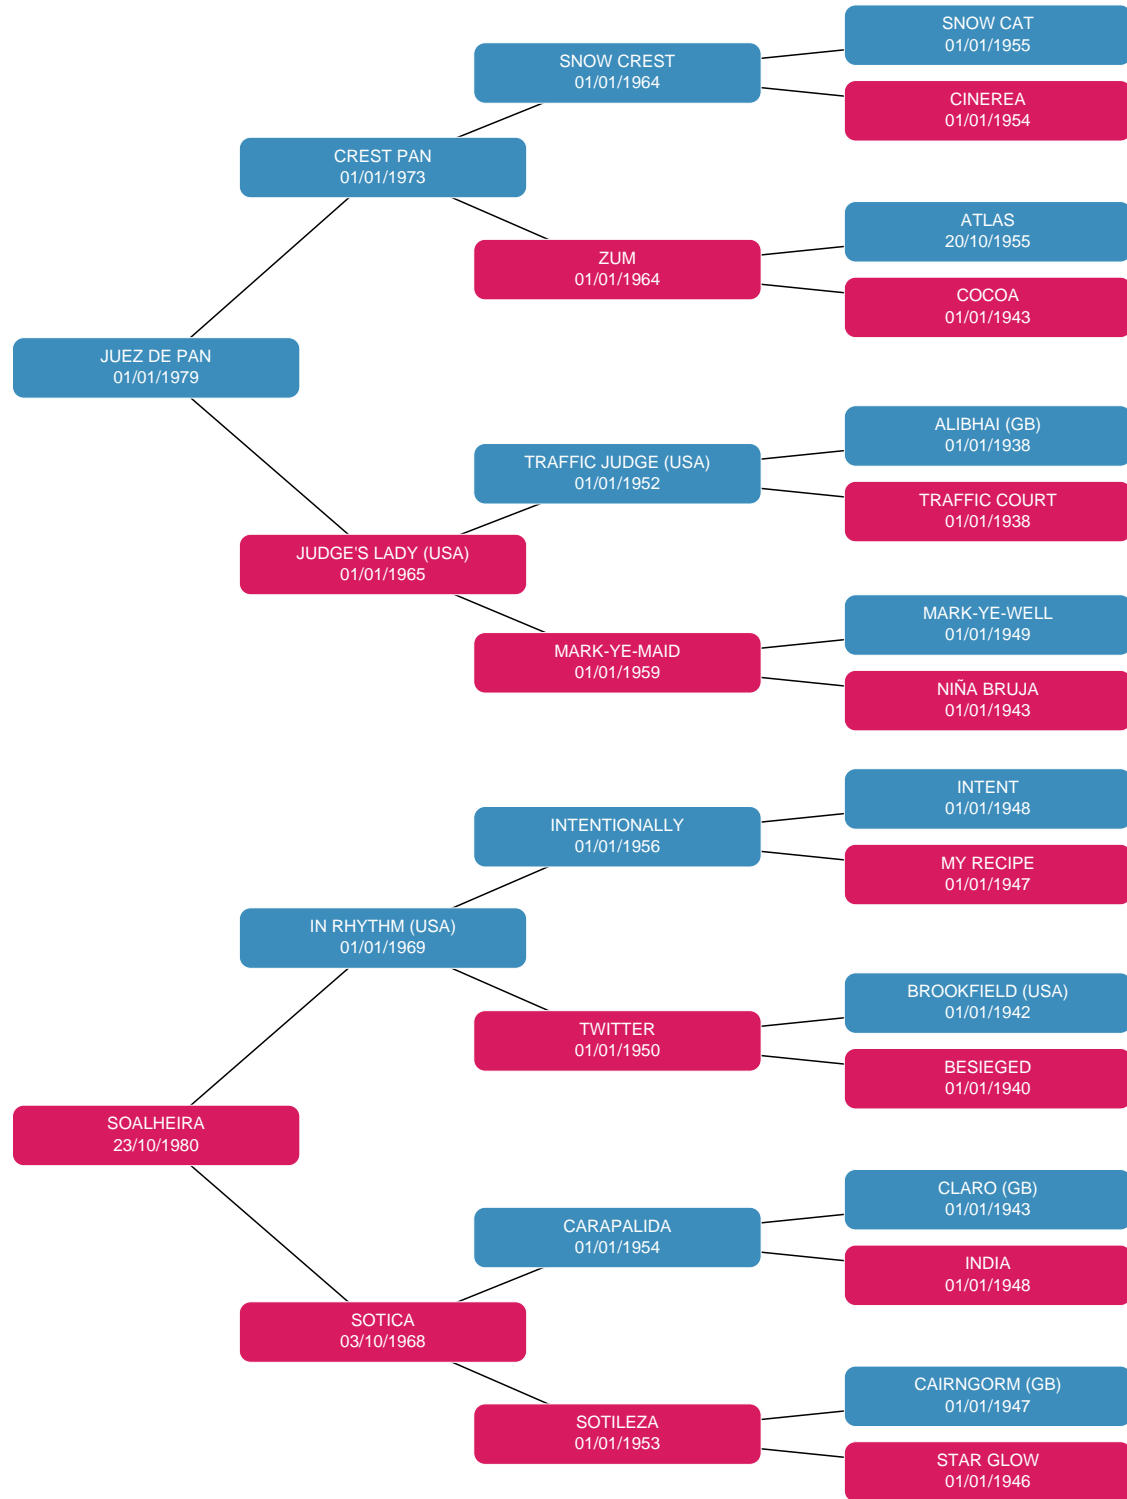 SNOW CAT
01/01/1955
SNOW CREST
01/01/1964
CINEREA
01/01/1954
CREST PAN
01/01/1973
ATLAS
20/10/1955
ZUM
01/01/1964
COCOA
01/01/1943
JUEZ DE PAN
01/01/1979
ALIBHAI (GB)
01/01/1938
TRAFFIC JUDGE (USA)
01/01/1952
TRAFFIC COURT
01/01/1938
JUDGE'S LADY (USA)
01/01/1965
MARK-YE-WELL
01/01/1949
MARK-YE-MAID
01/01/1959
NIÑA BRUJA
01/01/1943
INTENT
01/01/1948
INTENTIONALLY
01/01/1956
MY RECIPE
01/01/1947
IN RHYTHM (USA)
01/01/1969
BROOKFIELD (USA)
01/01/1942
TWITTER
01/01/1950
BESIEGED
01/01/1940
SOALHEIRA
23/10/1980
CLARO (GB)
01/01/1943
CARAPALIDA
01/01/1954
INDIA
01/01/1948
SOTICA
03/10/1968
CAIRNGORM (GB)
01/01/1947
SOTILEZA
01/01/1953
STAR GLOW
01/01/1946